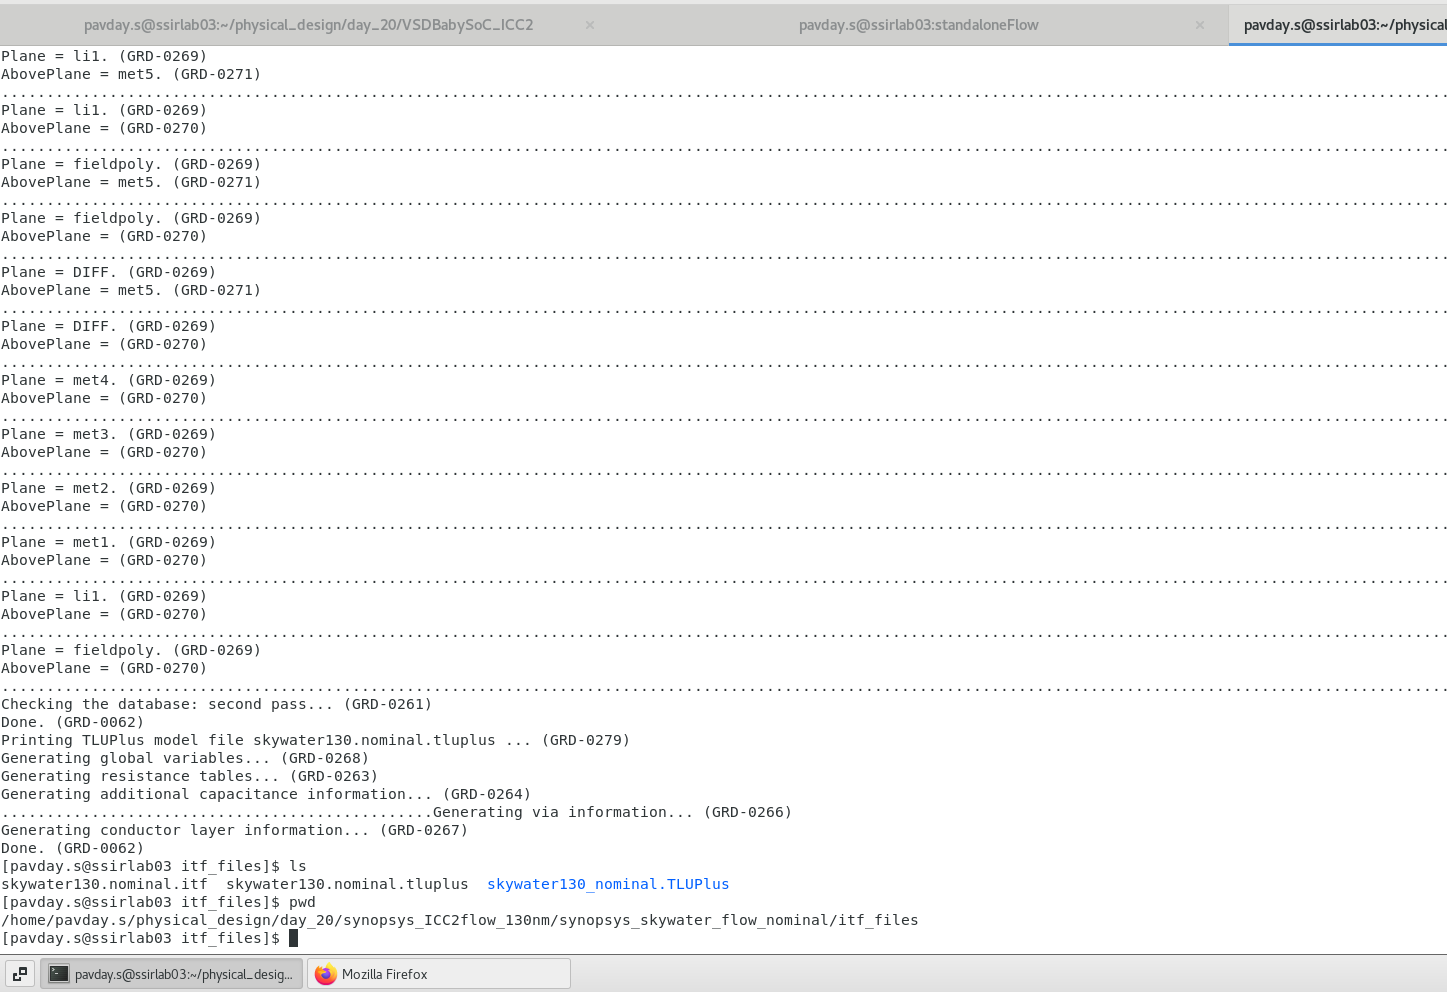 pavday.s@ssirlab03:~/physical_design/day_20/VSDBabySoC_ICC2 × pavday.s@ssirlab03:standaloneFlow × pavday.s@ssirlab03:~/physical
Plane = li1. (GRD-0269)
AbovePlane = met5. (GRD-0271)
................................................................................................................................................................
Plane = li1. (GRD-0269)
AbovePlane = (GRD-0270)
................................................................................................................................................................
Plane = fieldpoly. (GRD-0269)
AbovePlane = met5. (GRD-0271)
................................................................................................................................................................
Plane = fieldpoly. (GRD-0269)
AbovePlane = (GRD-0270)
................................................................................................................................................................
Plane = DIFF. (GRD-0269)
AbovePlane = met5. (GRD-0271)
................................................................................................................................................................
Plane = DIFF. (GRD-0269)
AbovePlane = (GRD-0270)
................................................................................................................................................................
Plane = met4. (GRD-0269)
AbovePlane = (GRD-0270)
................................................................................................................................................................
Plane = met3. (GRD-0269)
AbovePlane = (GRD-0270)
................................................................................................................................................................
Plane = met2. (GRD-0269)
AbovePlane = (GRD-0270)
................................................................................................................................................................
Plane = met1. (GRD-0269)
AbovePlane = (GRD-0270)
................................................................................................................................................................
Plane = li1. (GRD-0269)
AbovePlane = (GRD-0270)
................................................................................................................................................................
Plane = fieldpoly. (GRD-0269)
AbovePlane = (GRD-0270)
................................................................................................................................................................
Checking the database: second pass... (GRD-0261)
Done. (GRD-0062)
Printing TLUPlus model file skywater130.nominal.tluplus ... (GRD-0279)
Generating global variables... (GRD-0268)
Generating resistance tables... (GRD-0263)
Generating additional capacitance information... (GRD-0264)
................................................Generating via information... (GRD-0266)
Generating conductor layer information... (GRD-0267)
Done. (GRD-0062)
[pavday.s@ssirlab03 itf_files]$ ls
skywater130.nominal.itf  skywater130.nominal.tluplus  skywater130_nominal.TLUPlus
[pavday.s@ssirlab03 itf_files]$ pwd
/home/pavday.s/physical_design/day_20/synopsys_ICC2flow_130nm/synopsys_skywater_flow_nominal/itf_files
[pavday.s@ssirlab03 itf_files]$
pavday.s@ssirlab03:~/physical_desig... Mozilla Firefox